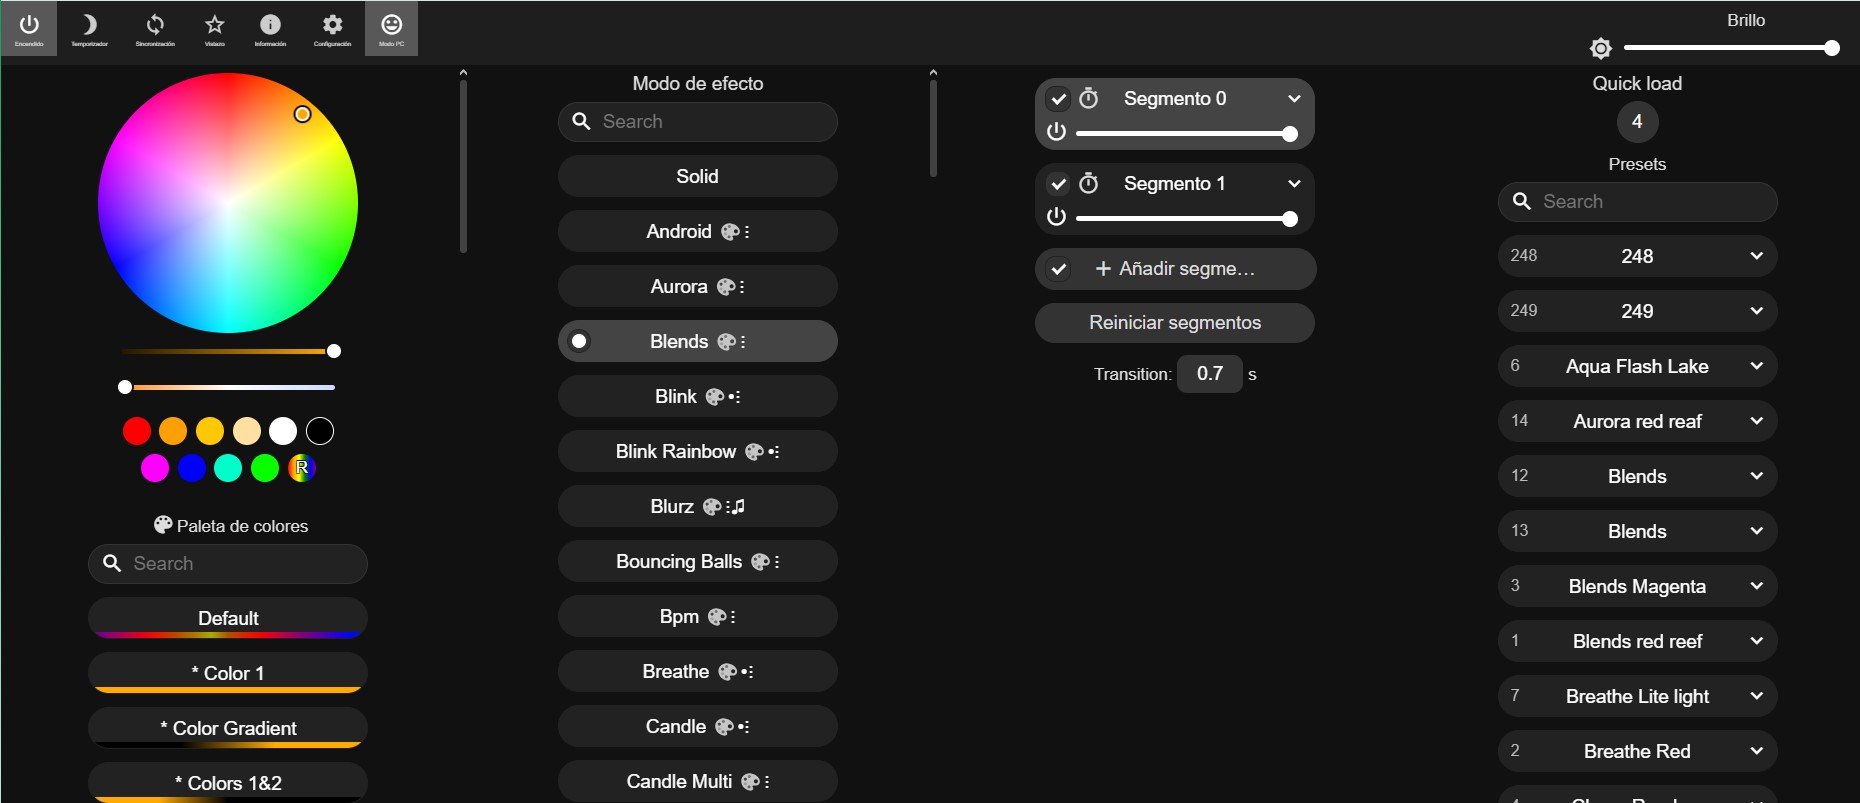 Encendido
Temporizador
Sincronización
Vistazo
Información
Configuración
Modo PC
Brillo
R
Paleta de colores
Search
Default
* Color 1
* Color Gradient
* Colors 1&2
Modo de efecto
Search
Solid
Android
Aurora
Blends
Blink
Blink Rainbow
Blurz
Bouncing Balls
Bpm
Breathe
Candle
Candle Multi
Segmento 0
Segmento 1
+ Añadir segme…
Reiniciar segmentos
Transition: 0.7 s
Quick load
4
Presets
Search
248 248
249 249
6 Aqua Flash Lake
14 Aurora red reaf
12 Blends
13 Blends
3 Blends Magenta
1 Blends red reef
7 Breathe Lite light
2 Breathe Red